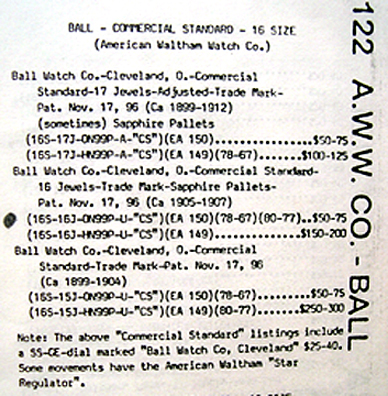 BALL - COMMERCIAL STANDARD - 16 SIZE
(American Waltham Watch Co.)
Ball Watch Co.-Cleveland, O.-Commercial
Standard-17 Jewels-Adjusted-Trade Mark-
Pat. Nov. 17, 96 (Ca 1899-1912)
(sometimes) Sapphire Pallets
(16S-17J-ON99P-A-"CS")(EA 150)..................$50-75
(16S-17J-HN99P-A-"CS")(EA 149)(78-67)........$100-125
Ball Watch Co.-Cleveland, O.-Commercial Standard-
16 Jewels-Trade Mark-Sapphire Pallets-
Pat. Nov. 17, 96 (Ca 1905-1907)
(16S-16J-ON99P-U-"CS")(EA 150)(78-67)(80-77)..$50-75
(16S-16J-HN99P-U-"CS")(EA 149)...............$150-200
Ball Watch Co.-Cleveland, O.-Commercial
Standard-Trade Mark-Pat. Nov. 17, 96
(Ca 1899-1904)
(16S-15J-ON99P-U-"CS")(EA 150)(78-67).........$50-75
(16S-15J-HN99P-U-"CS")(EA 149)(80-77).......$250-300
Note: The above "Commercial Standard" listings include
a SS-GE-dial marked "Ball Watch Co, Cleveland" $25-40.
Some movements have the American Waltham "Star
Regulator".
122 A.W.W. CO.- BALL